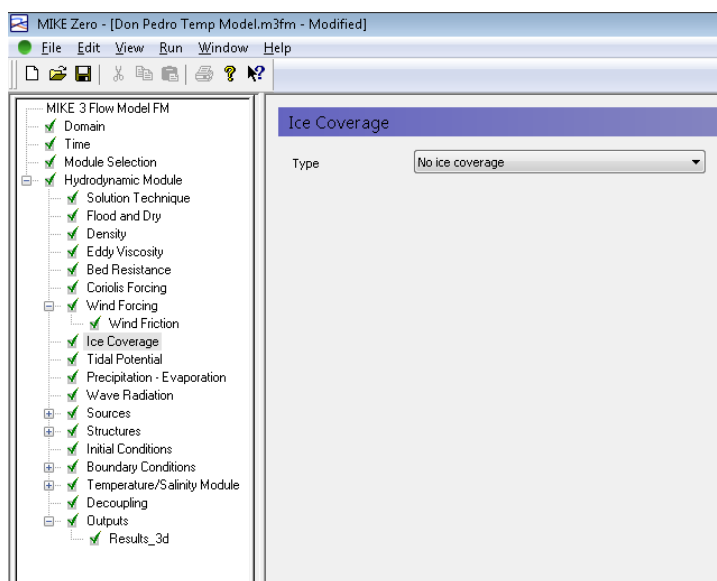 MIKE Zero - [Don Pedro Temp Model.m3fm - Modified]
File Edit View Run Window Help
MIKE 3 Flow Model FM
Domain
Time
Module Selection
Hydrodynamic Module
Solution Technique
Flood and Dry
Density
Eddy Viscosity
Bed Resistance
Coriolis Forcing
Wind Forcing
Wind Friction
Ice Coverage
Tidal Potential
Precipitation - Evaporation
Wave Radiation
Sources
Structures
Initial Conditions
Boundary Conditions
Temperature/Salinity Module
Decoupling
Outputs
Results_3d
Ice Coverage
Type No ice coverage